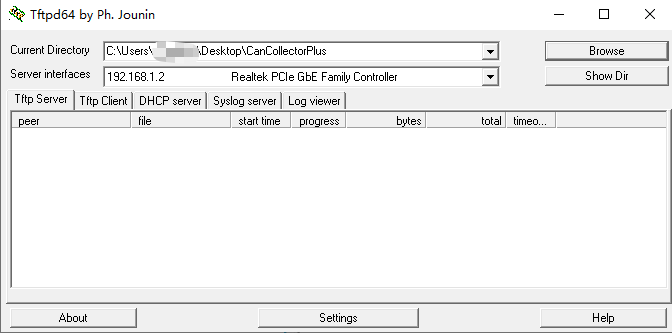 Tftpd64 by Ph. Jounin
Current Directory C:\Users\ \Desktop\CanCollectorPlus Browse
Server interfaces 192.168.1.2 Realtek PCIe GbE Family Controller Show Dir
Tftp Server Tftp Client DHCP server Syslog server Log viewer
peer file start time progress bytes total timeo...
About Settings Help